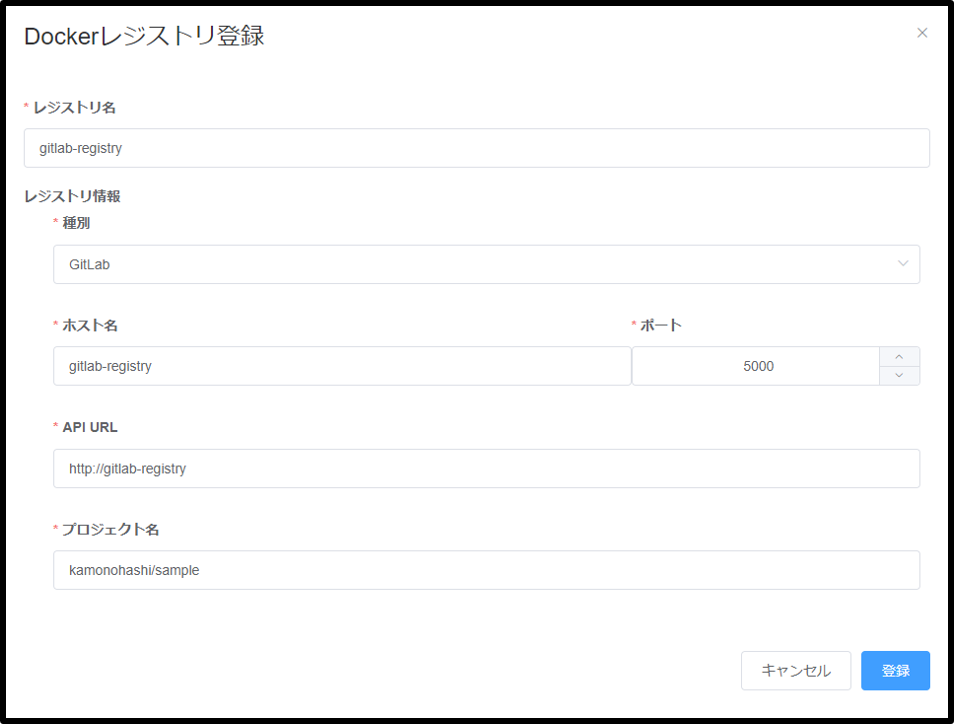 Dockerレジストリ登録
* レジストリ名
gitlab-registry
レジストリ情報
* 種別
GitLab
* ホスト名 * ポート
gitlab-registry 5000
* API URL
http://gitlab-registry
* プロジェクト名
kamonohashi/sample
キャンセル 登録